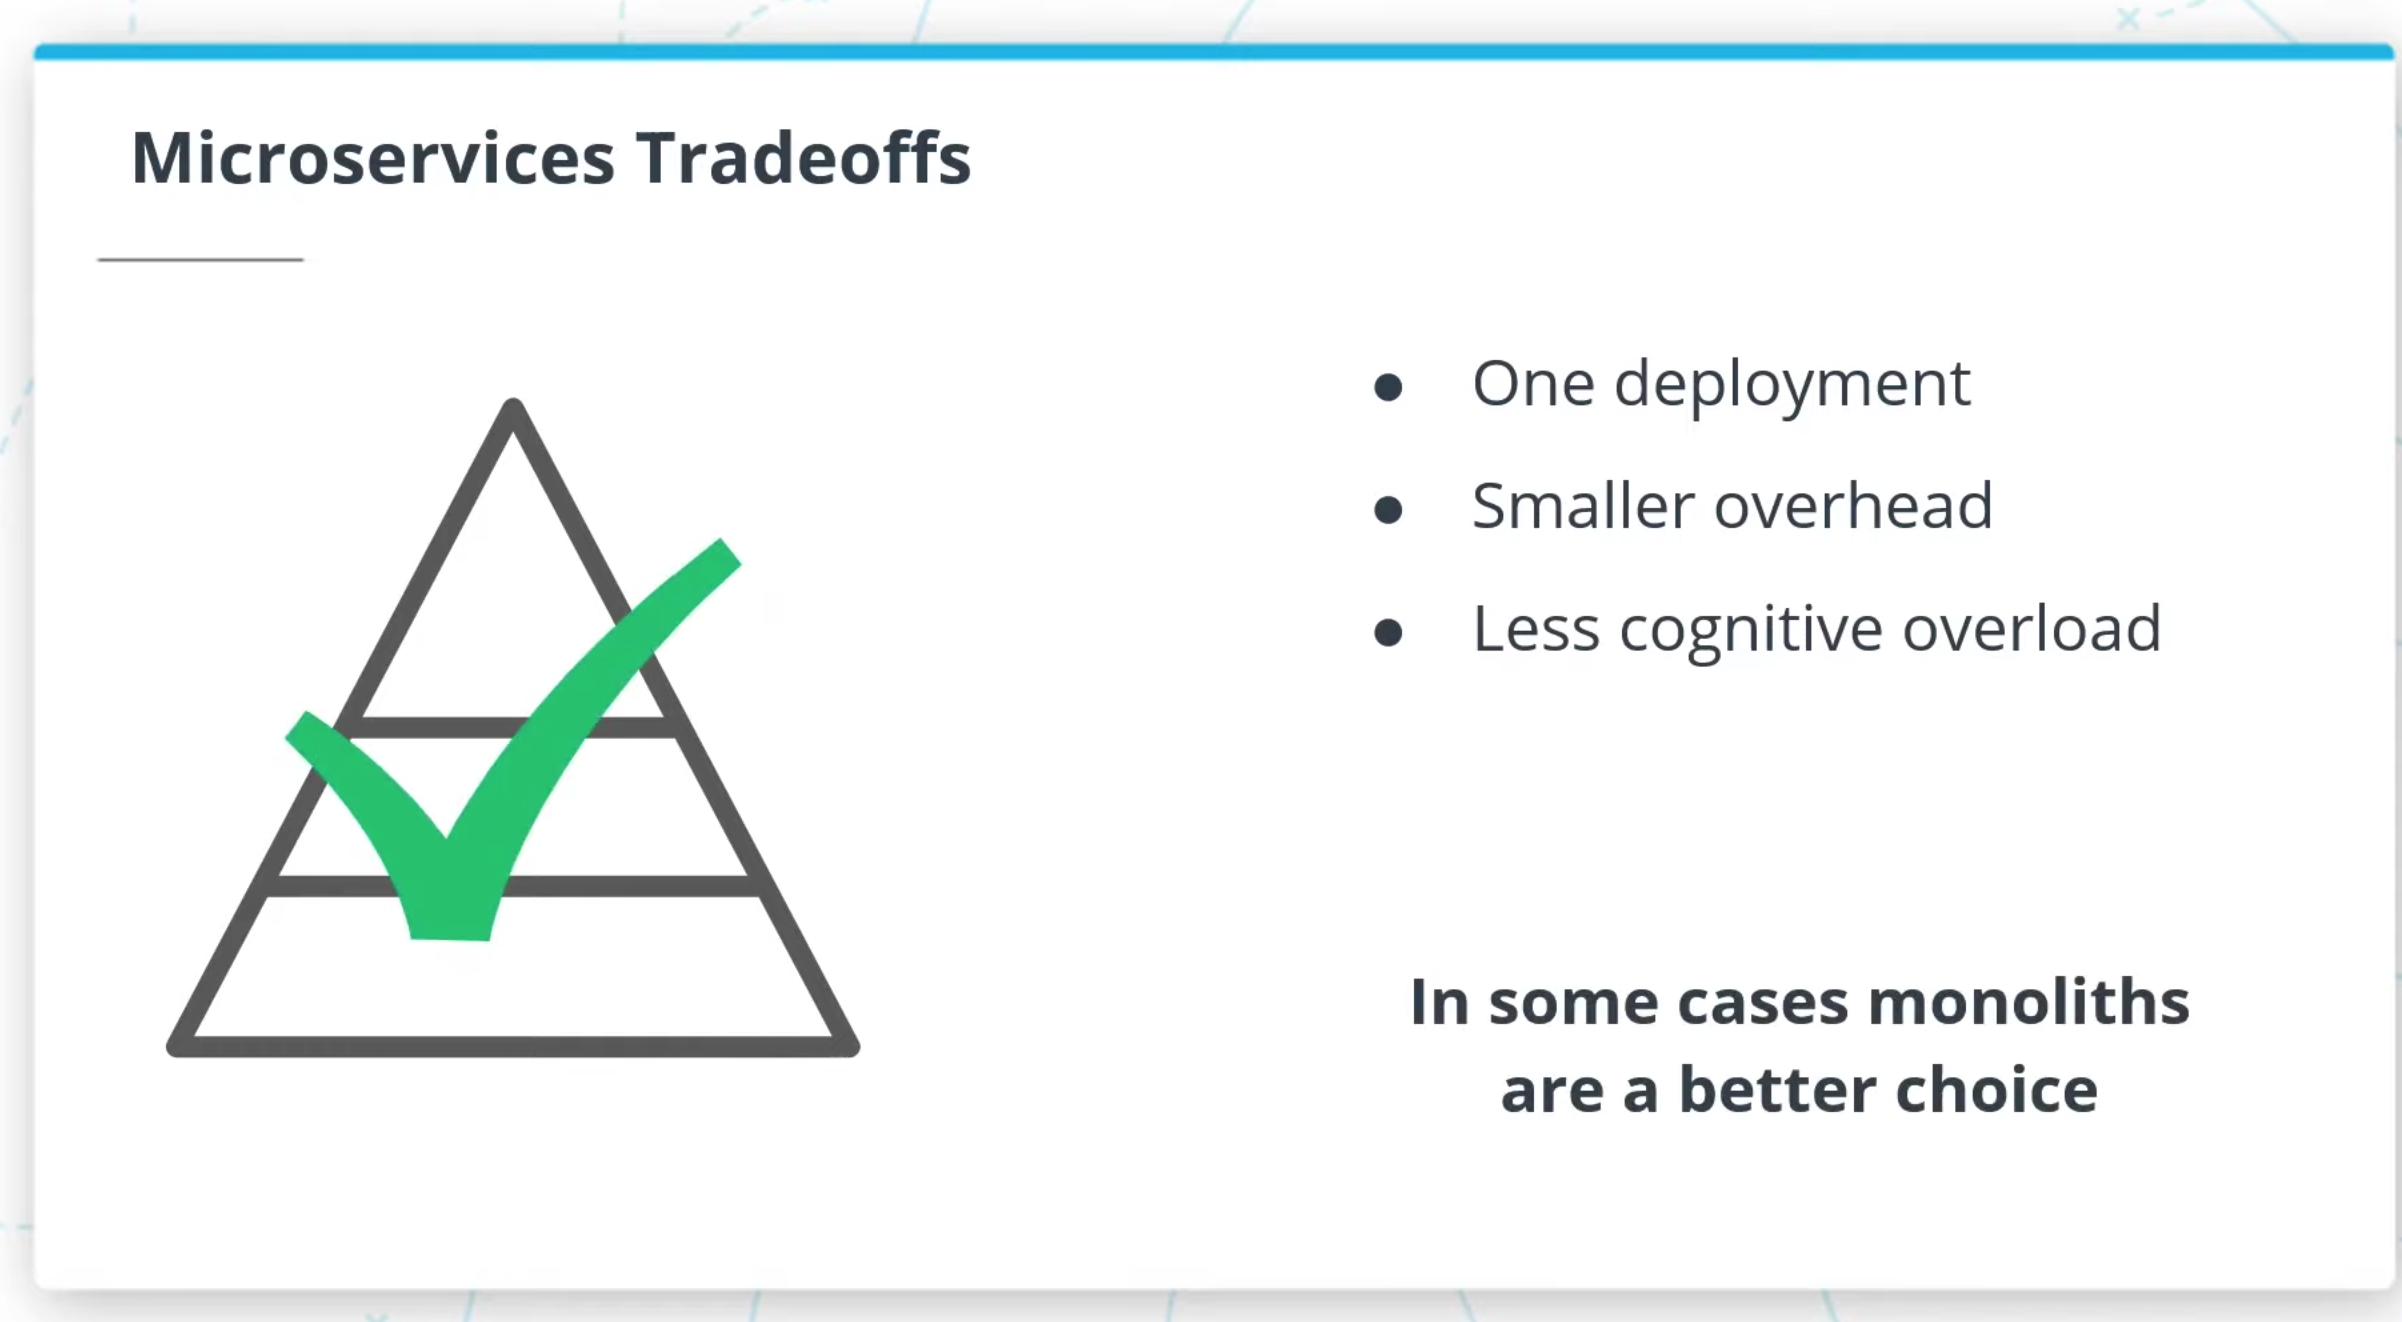 Microservices Tradeoffs
● One deployment
● Smaller overhead
● Less cognitive overload
In some cases monoliths
are a better choice